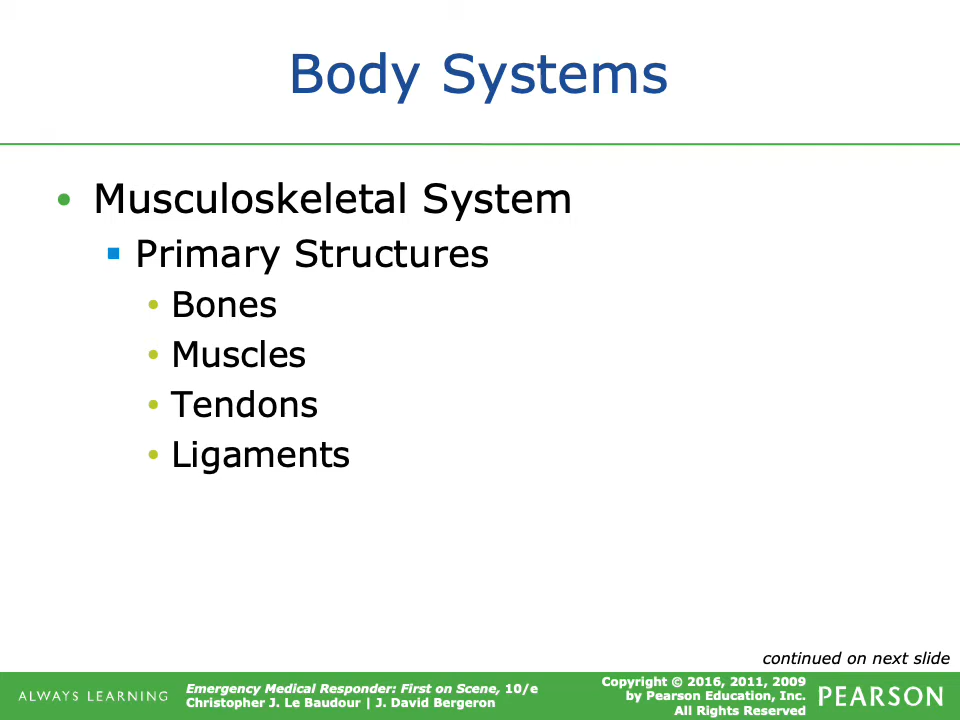 Body Systems
• Musculoskeletal System
▪ Primary Structures
• Bones
• Muscles
• Tendons
• Ligaments
continued on next slide
ALWAYS LEARNING
Emergency Medical Responder: First on Scene, 10/e
Christopher J. Le Baudour | J. David Bergeron
Copyright © 2016, 2011, 2009
by Pearson Education, Inc.
All Rights Reserved
PEARSON